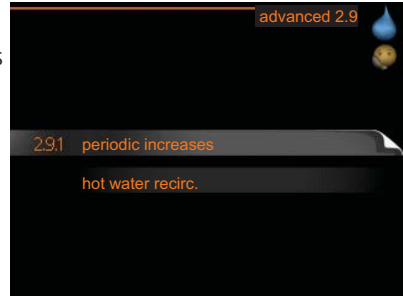 advanced 2.9
2.9.1 periodic increases
hot water recirc.